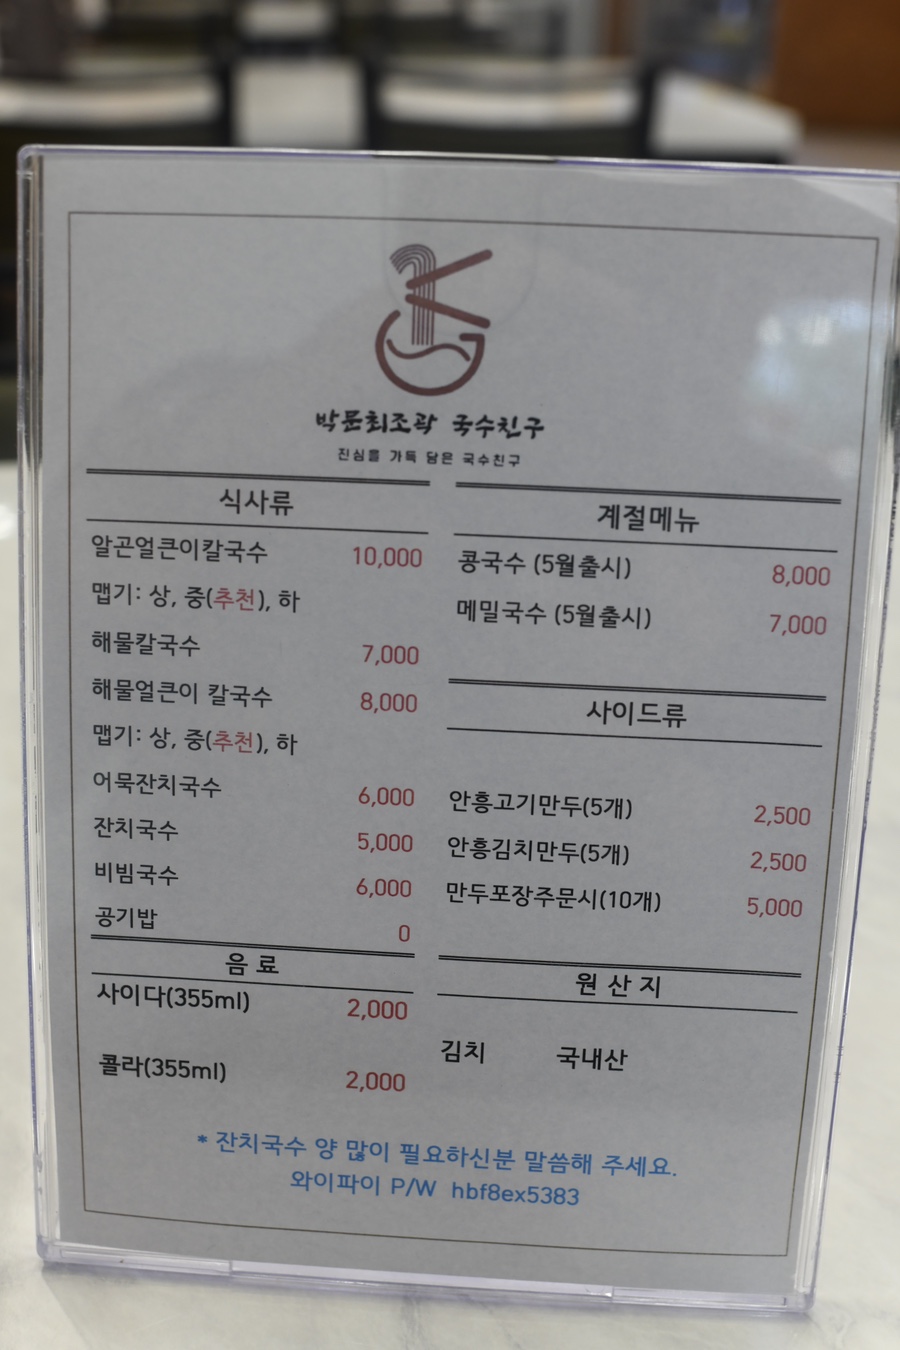 박문최조곽 국수친구
진심을 가득 담은 국수친구
식사류
알곤얼큰이칼국수 10,000
맵기: 상, 중(추천), 하
해물칼국수 7,000
해물얼큰이 칼국수 8,000
맵기: 상, 중(추천), 하
어묵잔치국수 6,000
잔치국수 5,000
비빔국수 6,000
공기밥 0
음 료
사이다(355ml) 2,000
콜라(355ml) 2,000
계절메뉴
콩국수 (5월출시) 8,000
메밀국수 (5월출시) 7,000
사이드류
안흥고기만두(5개) 2,500
안흥김치만두(5개) 2,500
만두포장주문시(10개) 5,000
원 산 지
김치 국내산
* 잔치국수 양 많이 필요하신분 말씀해 주세요.
와이파이 P/W hbf8ex5383